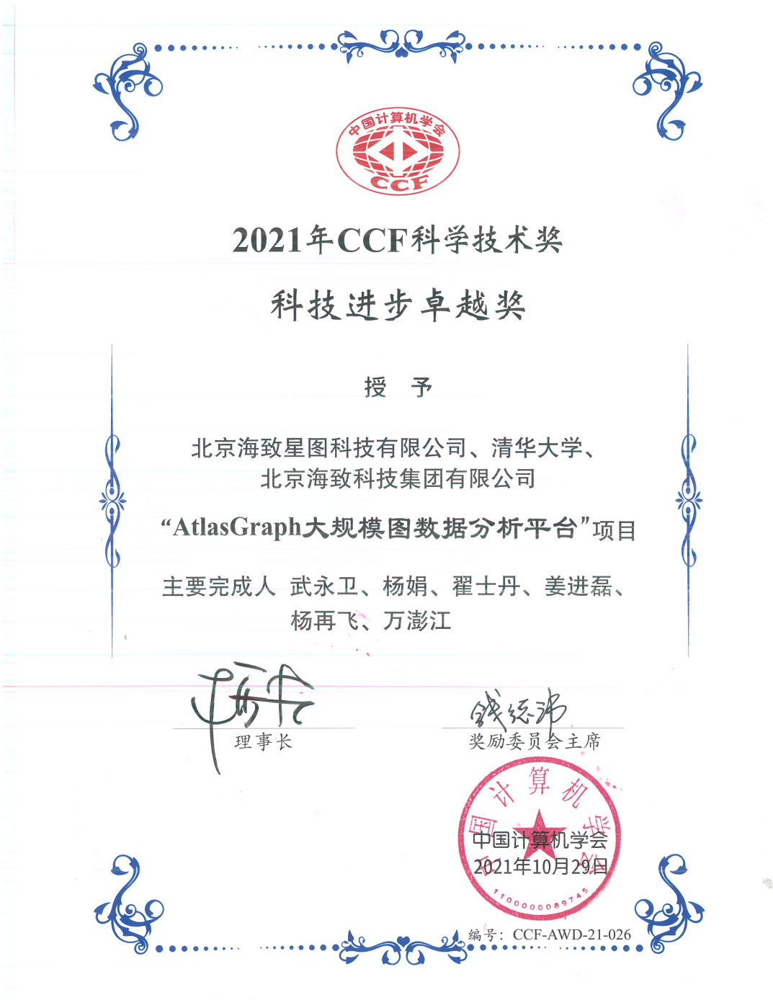 中国计算机学会
CCF
2021年CCF科学技术奖
科技进步卓越奖
授 予
北京海致星图科技有限公司、清华大学、
北京海致科技集团有限公司
“AtlasGraph大规模图数据分析平台”项目
主要完成人 武永卫、杨娟、翟士丹、姜进磊、
杨再飞、万澎江
钱德沛
理事长
奖励委员会主席
中国计算机学会
中国计算机学会
2021年10月29日
1100000089745
编号：CCF-AWD-21-026